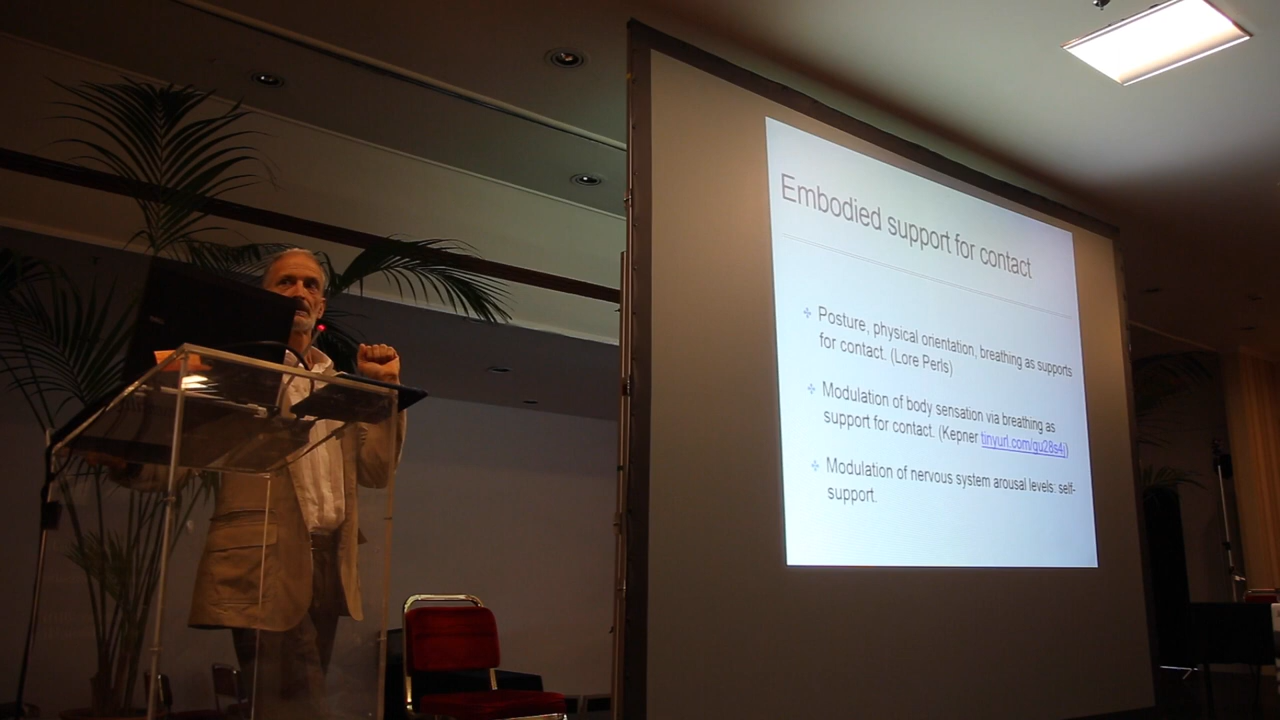 Embodied support for contact
Posture, physical orientation, breathing as supports
for contact. (Lore Perls)
Modulation of body sensation via breathing as
support for contact. (Kepner tinyurl.com/qu28s4j)
Modulation of nervous system arousal levels: self-
support.